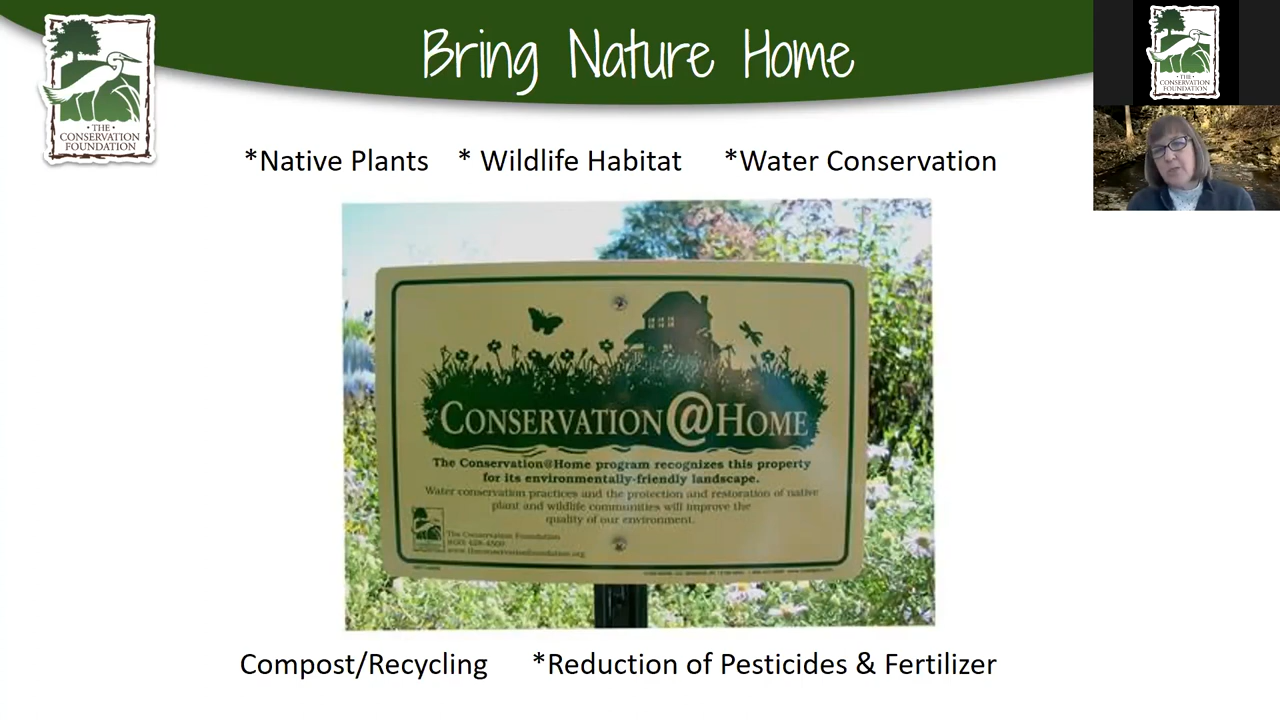 Bring Nature Home
THE
CONSERVATION
FOUNDATION
THE
CONSERVATION
FOUNDATION
*Native Plants * Wildlife Habitat *Water Conservation
CONSERVATION@HOME
The Conservation@Home program recognizes this property
for its environmentally-friendly landscape.
Water conservation practices and the protection and restoration of native
plant and wildlife communities will improve the
quality of our environment.
The Conservation Foundation
www.theconservationfoundation.org
Compost/Recycling *Reduction of Pesticides & Fertilizer